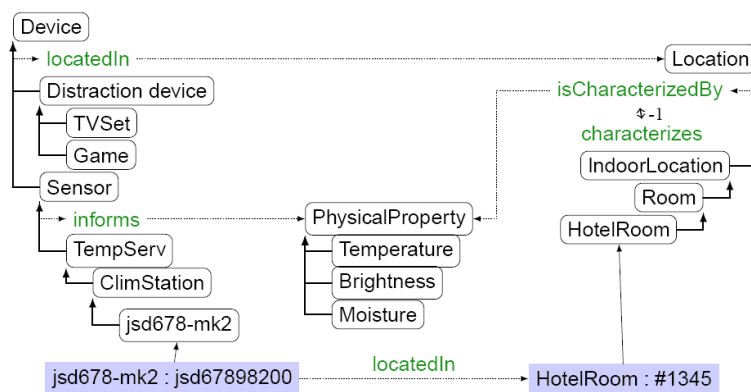 Device
locatedIn
Location
Distraction device
isCharacterizedBy
TVSet
-1
characterizes
Game
IndoorLocation
Sensor
Room
informs
PhysicalProperty
HotelRoom
TempServ
Temperature
ClimStation
Brightness
jsd678-mk2
Moisture
locatedIn
jsd678-mk2 : jsd67898200
HotelRoom : #1345